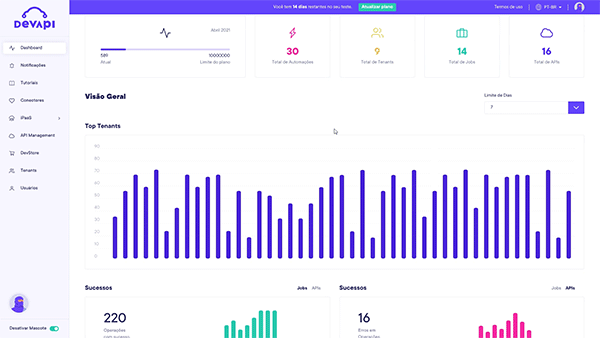 DEVAPI
Você tem 14 dias restantes no seu teste.
Atualizar plano
Termos de uso
PT-BR
Dashboard
Notificações
Tutoriais
Conectores
iPaaS
API Management
DevStore
Tenants
Usuários
Desativar Mascote
Abril 2021
589
10000000
Atual
Limite do plano
30
Total de Automações
9
Total de Tenants
14
Total de Jobs
16
Total de APIs
Visão Geral
Limite de Dias
7
Top Tenants
90
80
70
60
50
40
30
20
10
0
Sucessos
Jobs
APIs
220
Operações
com sucesso
Sucessos
Jobs
APIs
16
Erros em
Operações